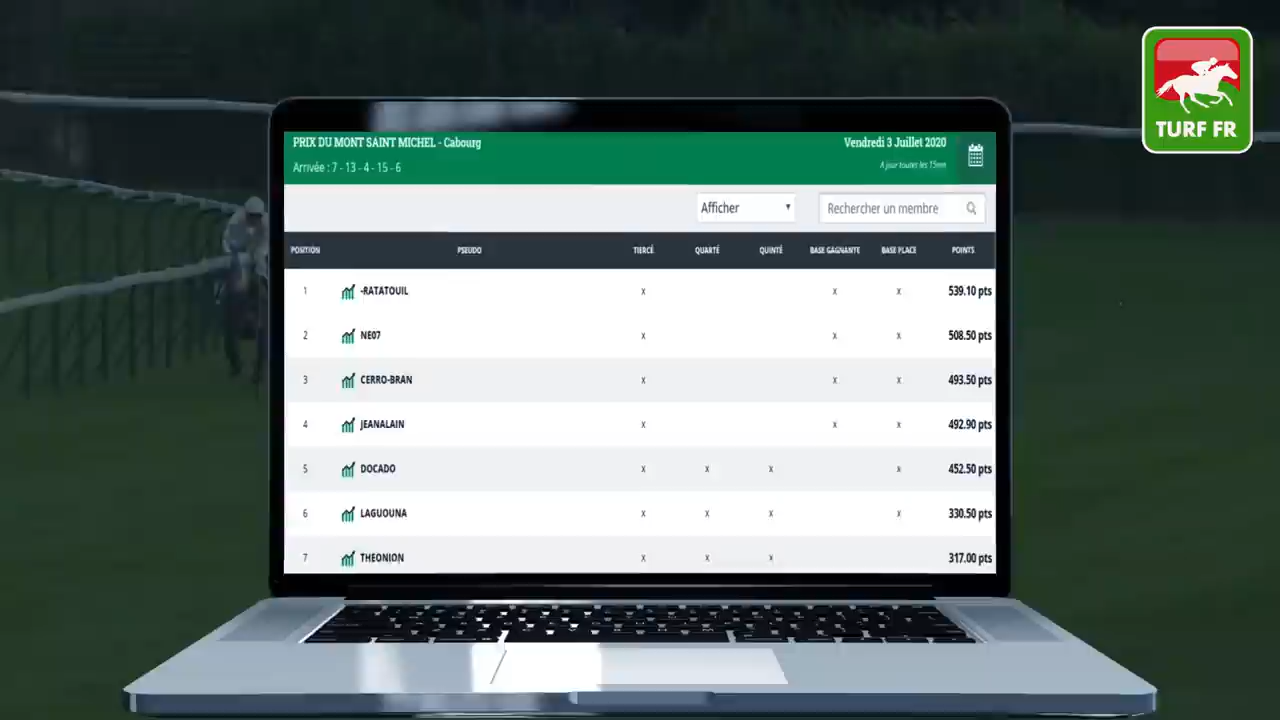 TURF FR
PRIX DU MONT SAINT MICHEL - Cabourg
Vendredi 3 Juillet 2020
Arrivée : 7 - 13 - 4 - 15 - 6
A jour toutes les 15mn
Afficher
Rechercher un membre
POSITION PSEUDO TIERCÉ QUARTÉ QUINTÉ BASE GAGNANTE BASE PLACE POINTS
1 -RATATOUIL x x x 539.10 pts
2 NE07 x x x 508.50 pts
3 CERRO-BRAN x x x 493.50 pts
4 JEANALAIN x x x 492.90 pts
5 DOCADO x x x x 452.50 pts
6 LAGUOUNA x x x x 330.50 pts
7 THEONION x x x 317.00 pts